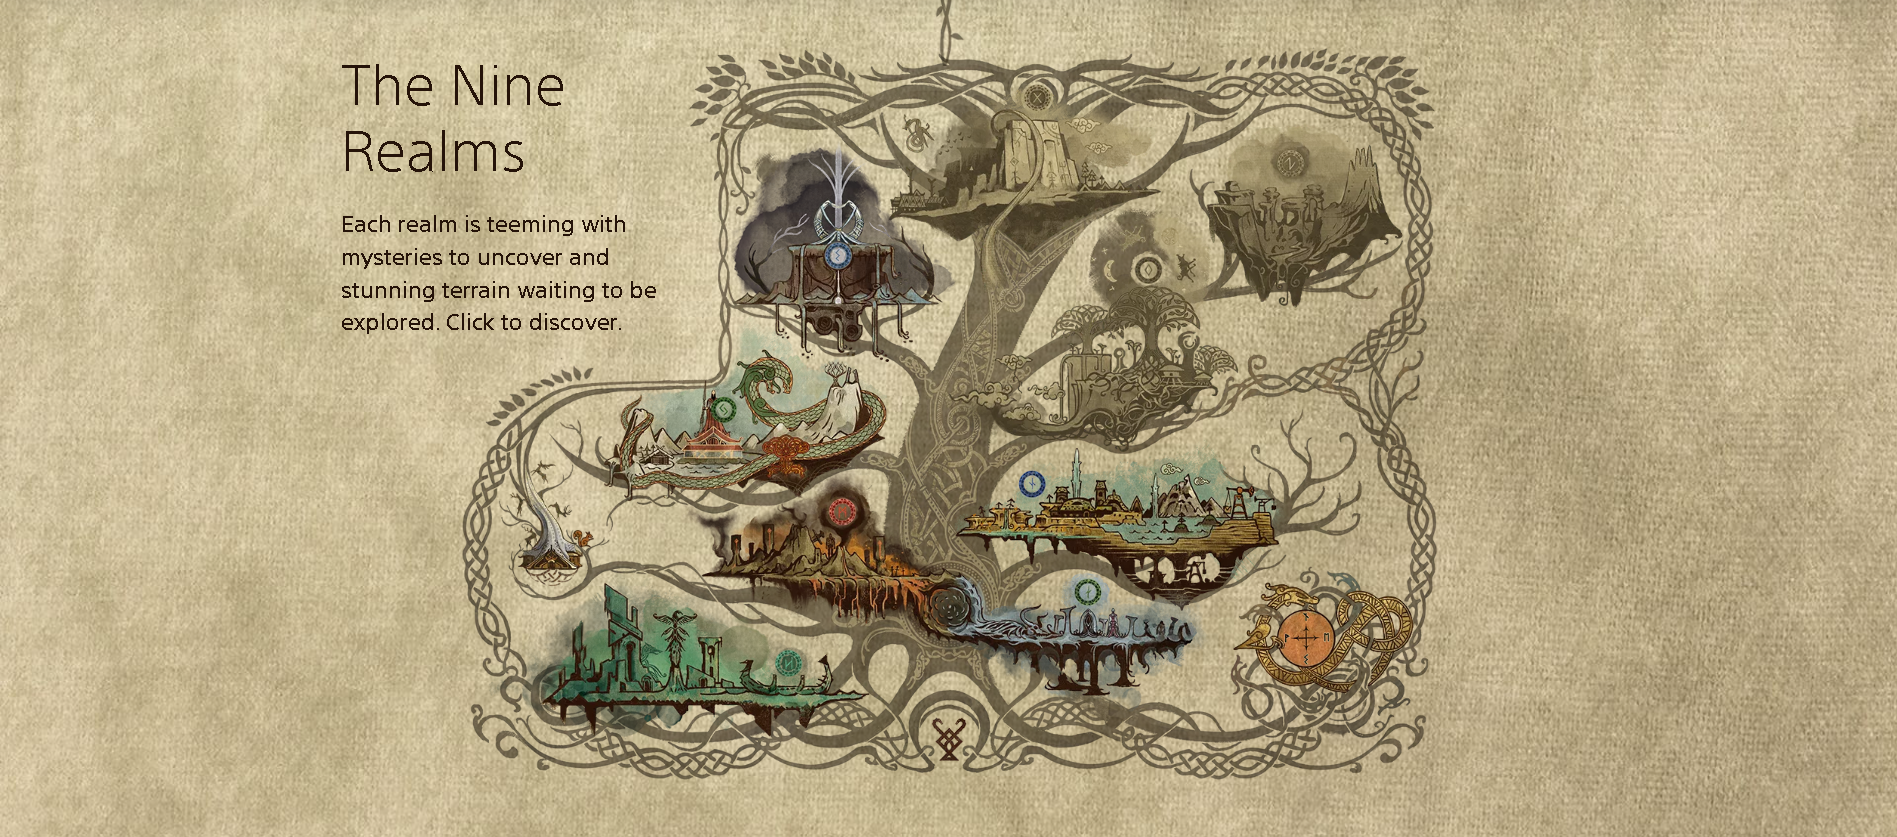 The Nine
Realms
Each realm is teeming with
mysteries to uncover and
stunning terrain waiting to be
explored. Click to discover.